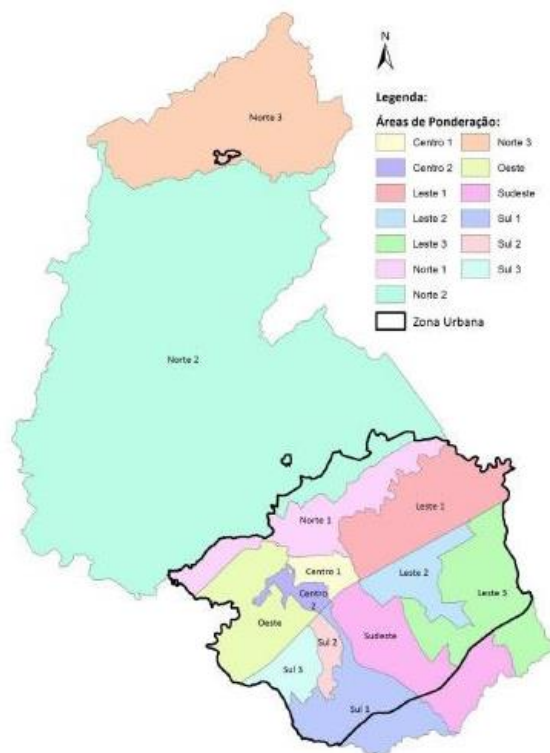 N
Legenda:
Áreas de Ponderação:
Centro 1
Centro 2
Leste 1
Leste 2
Leste 3
Norte 1
Norte 2
Norte 3
Oeste
Sudeste
Sul 1
Sul 2
Sul 3
Zona Urbana
Norte 3
Norte 2
Norte 1
Leste 1
Centro 1
Leste 2
Centro
2
Leste 3
Oeste
Sul 2
Sudeste
Sul 3
Sul 1